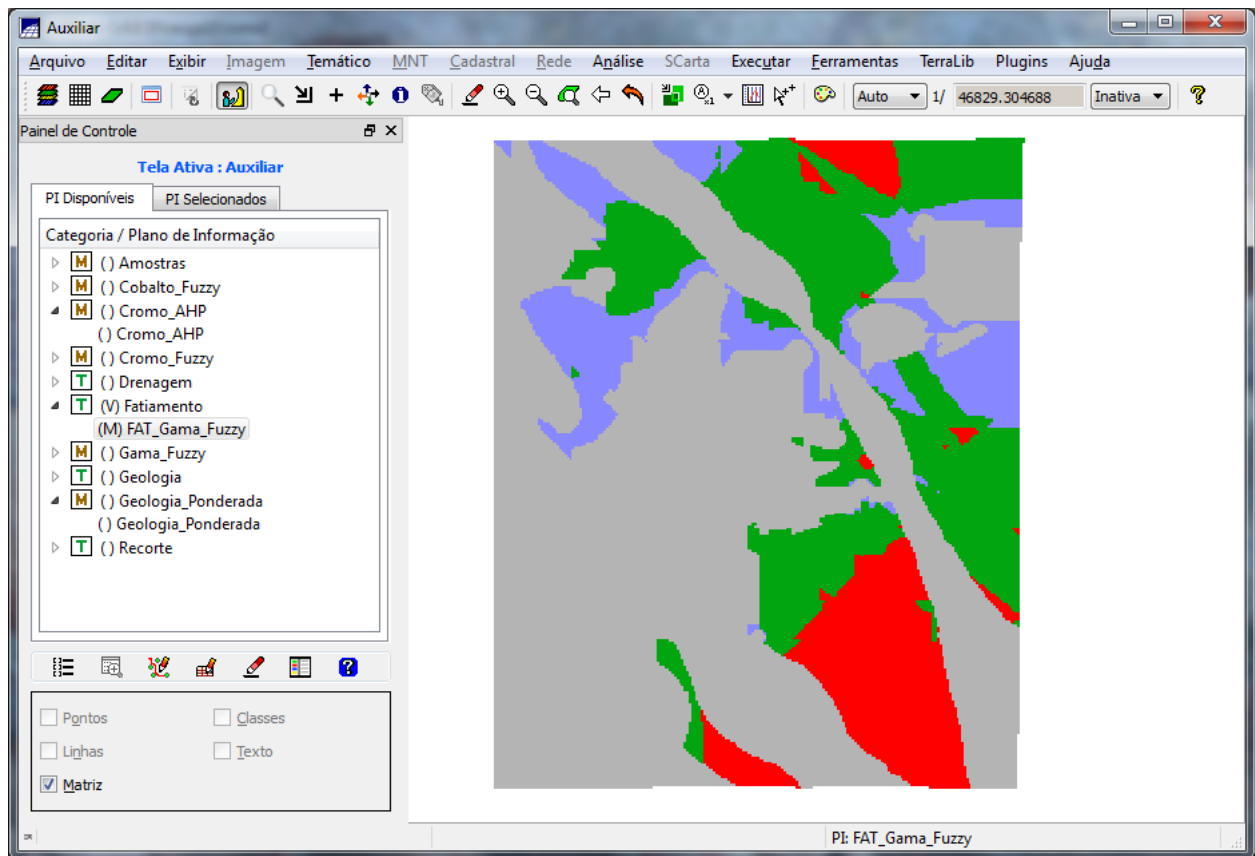 Auxiliar
Arquivo Editar Exibir Imagem Temático MNT Cadastral Rede Análise SCarta Executar Ferramentas TerraLib Plugins Ajuda
Auto 1/ 46829.304688 Inativa
Painel de Controle
Tela Ativa : Auxiliar
PI Disponíveis PI Selecionados
Categoria / Plano de Informação
M () Amostras
M () Cobalto_Fuzzy
M () Cromo_AHP
() Cromo_AHP
M () Cromo_Fuzzy
T () Drenagem
T (V) Fatiamento
(M) FAT_Gama_Fuzzy
M () Gama_Fuzzy
T () Geologia
M () Geologia_Ponderada
() Geologia_Ponderada
T () Recorte
Pontos Classes
Linhas Texto
Matriz
PI: FAT_Gama_Fuzzy